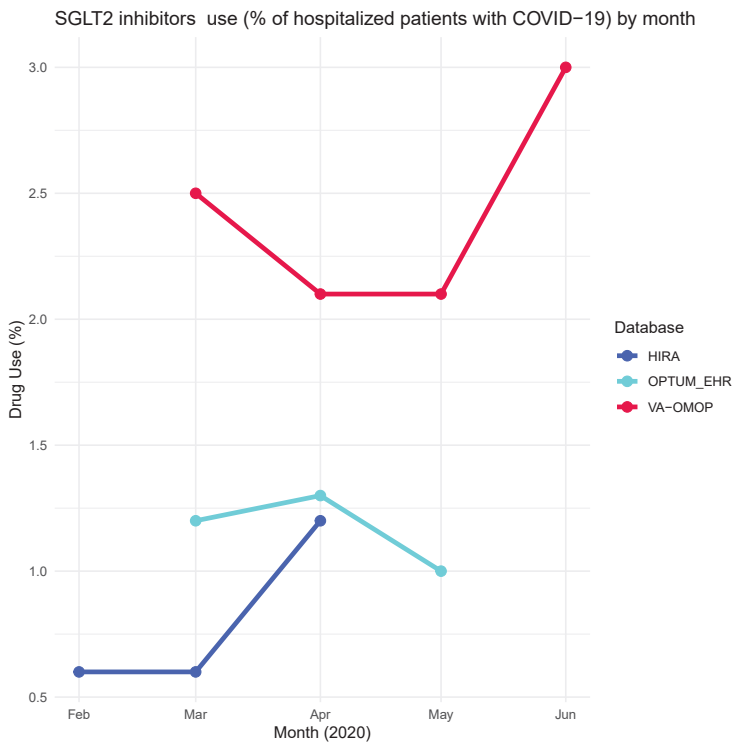 SGLT2 inhibitors  use (% of hospitalized patients with COVID−19) by month
3.0
2.5
2.0
1.5
1.0
0.5
Drug Use (%)
Feb Mar Apr May Jun
Month (2020)
Database
HIRA
OPTUM_EHR
VA−OMOP